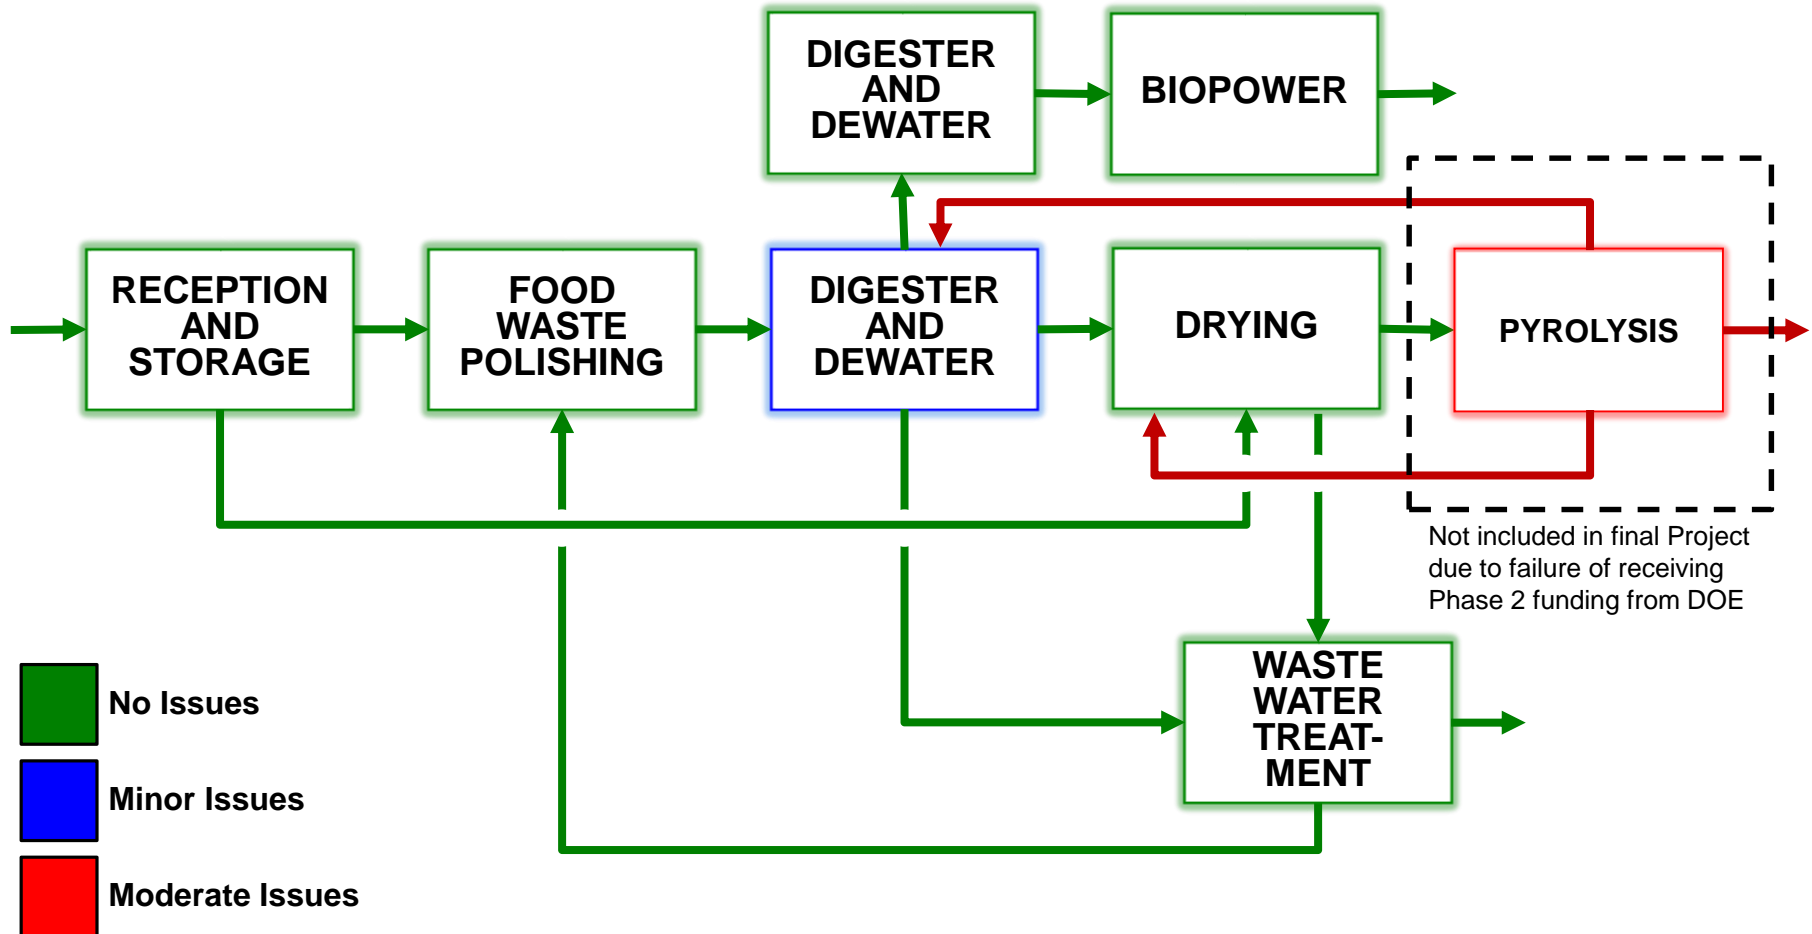 DIGESTER
AND
DEWATER
BIOPOWER
RECEPTION
AND
STORAGE
FOOD
WASTE
POLISHING
DIGESTER
AND
DEWATER
DRYING
PYROLYSIS
Not included in final Project
due to failure of receiving
Phase 2 funding from DOE
WASTE
WATER
TREAT-
MENT
No Issues
Minor Issues
Moderate Issues